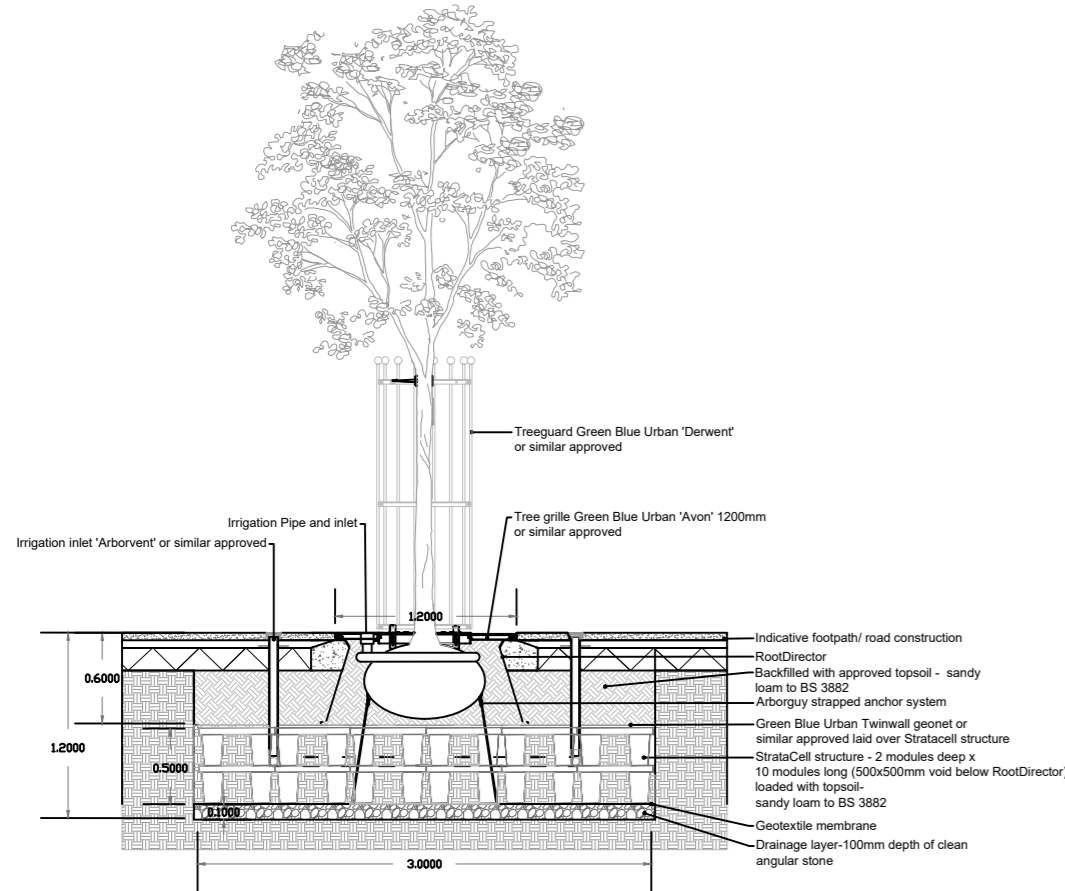 Treeguard Green Blue Urban 'Derwent'
or similar approved
Irrigation Pipe and inlet
Tree grille Green Blue Urban 'Avon' 1200mm
or similar approved
Irrigation inlet 'Arborvent' or similar approved
1.2000
Indicative footpath/ road construction
RootDirector
Backfilled with approved topsoil - sandy
loam to BS 3882
Arborguy strapped anchor system
Green Blue Urban Twinwall geonet or
similar approved laid over Stratacell structure
StrataCell structure - 2 modules deep x
10 modules long (500x500mm void below RootDirector)
loaded with topsoil-
sandy loam to BS 3882
Geotextile membrane
Drainage layer-100mm depth of clean
angular stone
0.6000
1.2000
0.5000
0.1000
3.0000